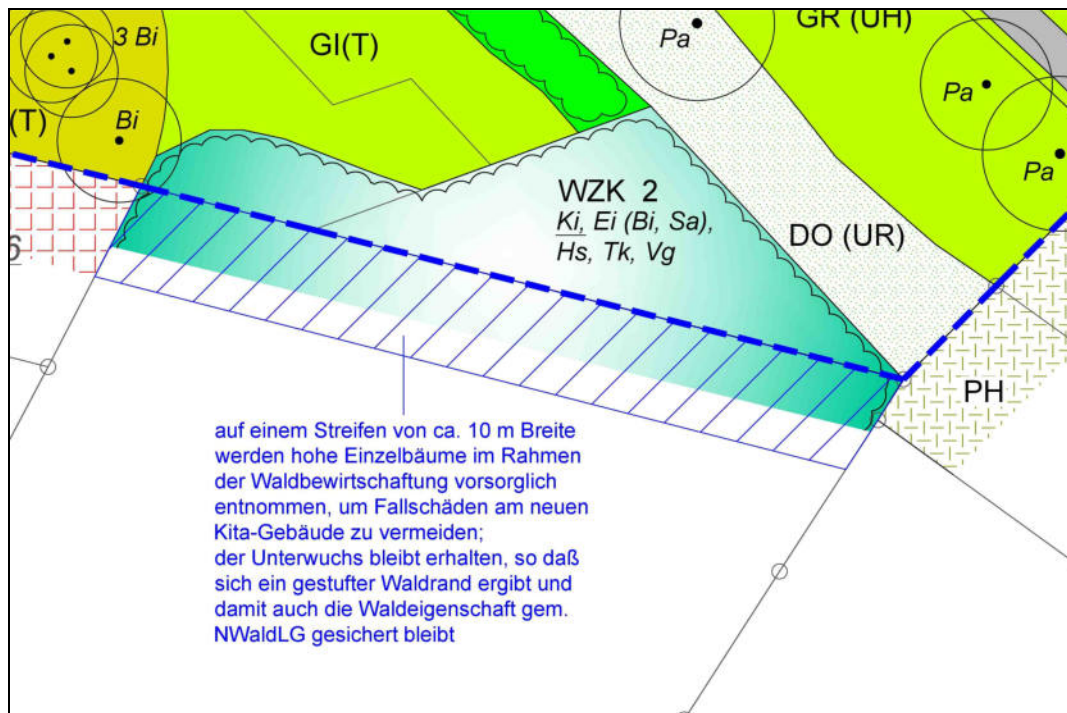 3 Bi
GI(T)
GR (UH)
Pa
Pa
Bi
(T)
Pa
WZK 2
Ki, Ei (Bi, Sa),
Hs, Tk, Vg
DO (UR)
PH
auf einem Streifen von ca. 10 m Breite
werden hohe Einzelbäume im Rahmen
der Waldbewirtschaftung vorsorglich
entnommen, um Fallschäden am neuen
Kita-Gebäude zu vermeiden;
der Unterwuchs bleibt erhalten, so daß
sich ein gestufter Waldrand ergibt und
damit auch die Waldeigenschaft gem.
NWaldLG gesichert bleibt